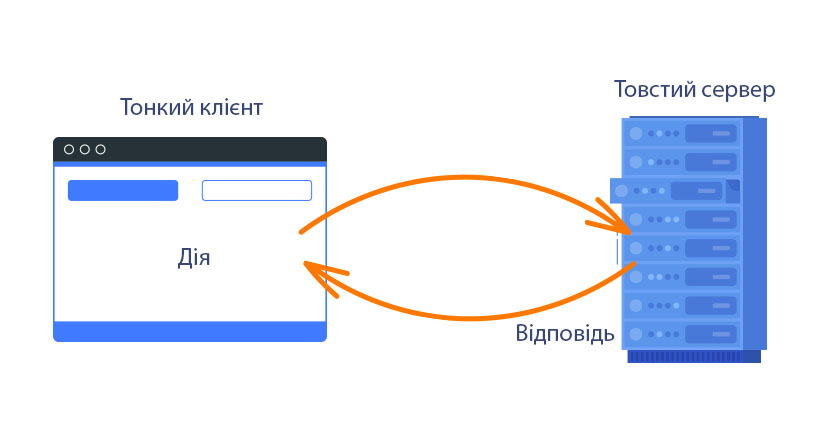 Тонкий клієнт
Товстий сервер
Дія
Відповідь